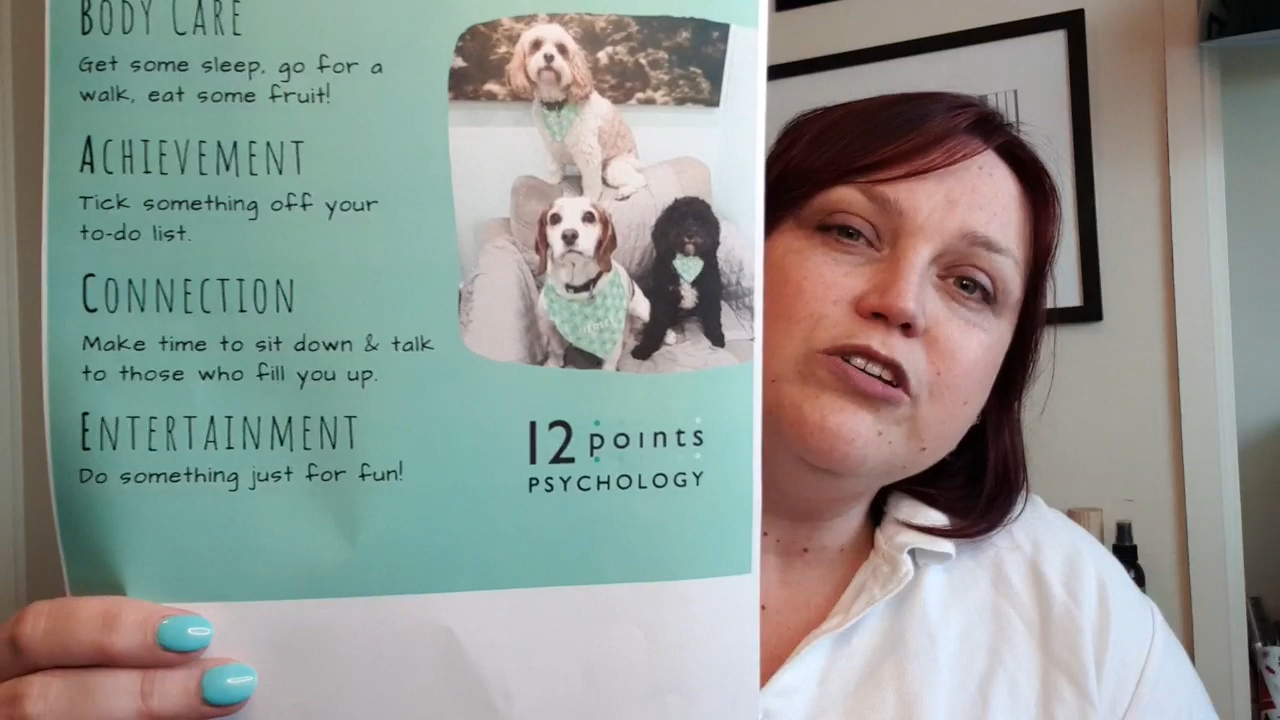 BODY CARE
Get some sleep, go for a
walk, eat some fruit!
ACHIEVEMENT
Tick something off your
to-do list.
CONNECTION
Make time to sit down & talk
to those who fill you up.
ENTERTAINMENT
Do something just for fun!
12 points
PSYCHOLOGY